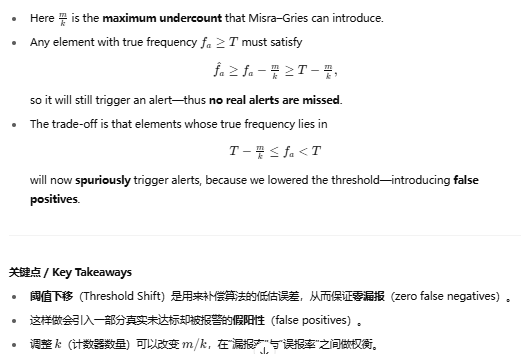 • Here m/k is the maximum undercount that Misra–Gries can introduce.
• Any element with true frequency fₐ ≥ T must satisfy
f̂ₐ ≥ fₐ − m/k ≥ T − m/k,
so it will still trigger an alert—thus no real alerts are missed.
• The trade-off is that elements whose true frequency lies in
T − m/k ≤ fₐ < T
will now spuriously trigger alerts, because we lowered the threshold—introducing false
positives.
关键点 / Key Takeaways
• 阈值下移（Threshold Shift）是用来补偿算法的低估误差，从而保证零漏报（zero false negatives）。
• 这样做会引入一部分真实未达标却被报警的假阳性（false positives）。
• 调整 k（计数器数量）可以改变 m/k，在“漏报 ”与“误报率”之间做权衡。